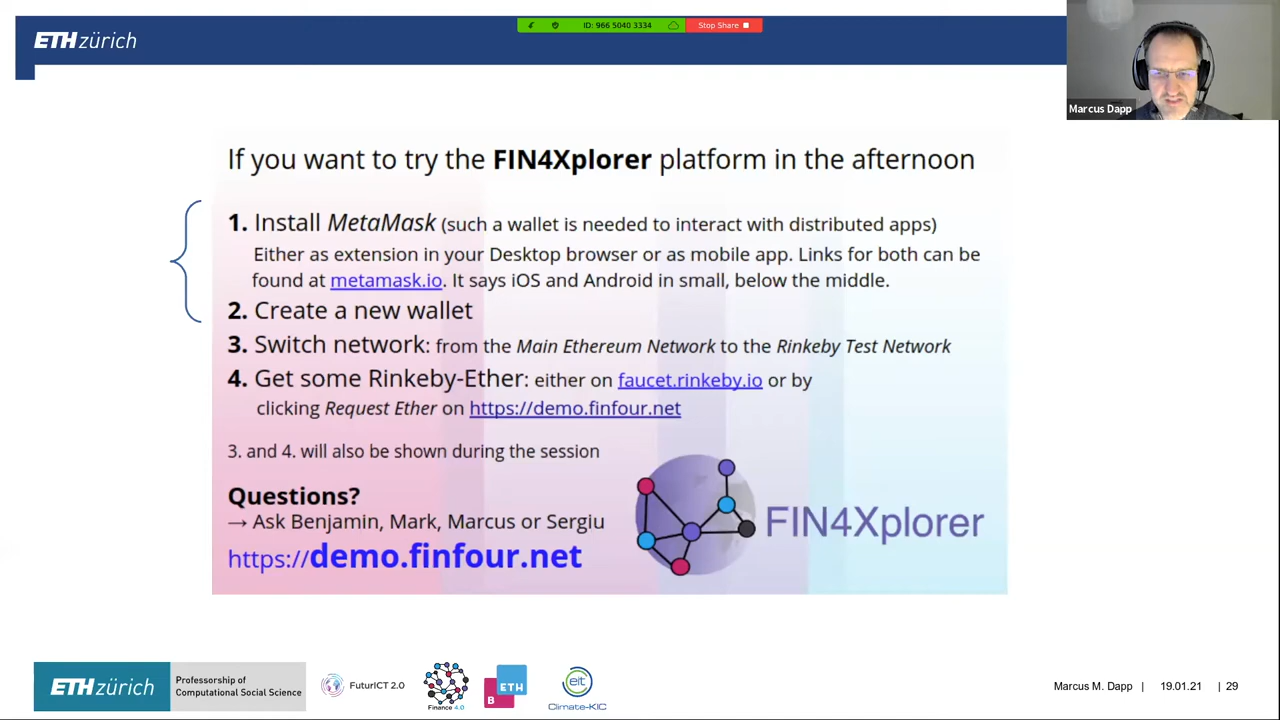 ETH zürich
ID: 966 5040 3334
Stop Share
Marcus Dapp
If you want to try the FIN4Xplorer platform in the afternoon
1. Install MetaMask (such a wallet is needed to interact with distributed apps)
Either as extension in your Desktop browser or as mobile app. Links for both can be
found at metamask.io. It says iOS and Android in small, below the middle.
2. Create a new wallet
3. Switch network: from the Main Ethereum Network to the Rinkeby Test Network
4. Get some Rinkeby-Ether: either on faucet.rinkeby.io or by
clicking Request Ether on https://demo.finfour.net
3. and 4. will also be shown during the session
Questions?
→ Ask Benjamin, Mark, Marcus or Sergiu
https://demo.finfour.net
FIN4Xplorer
ETH zürich
Professorship of
Computational Social Science
FuturICT 2.0
Finance 4.0
B ETH
eit
Climate-KIC
Marcus M. Dapp | 19.01.21 | 29